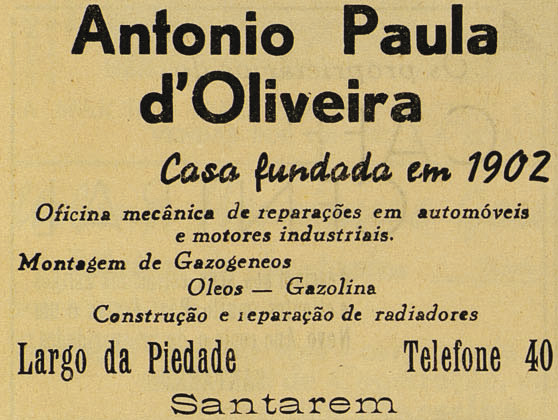 Antonio Paula
d'Oliveira
Casa fundada em 1902
Oficina mecânica de reparações em automóveis
e motores industriais.
Montagem de Gazogeneos
Oleos — Gazolina
Construção e reparação de radiadores
Largo da Piedade Telefone 40
Santarem